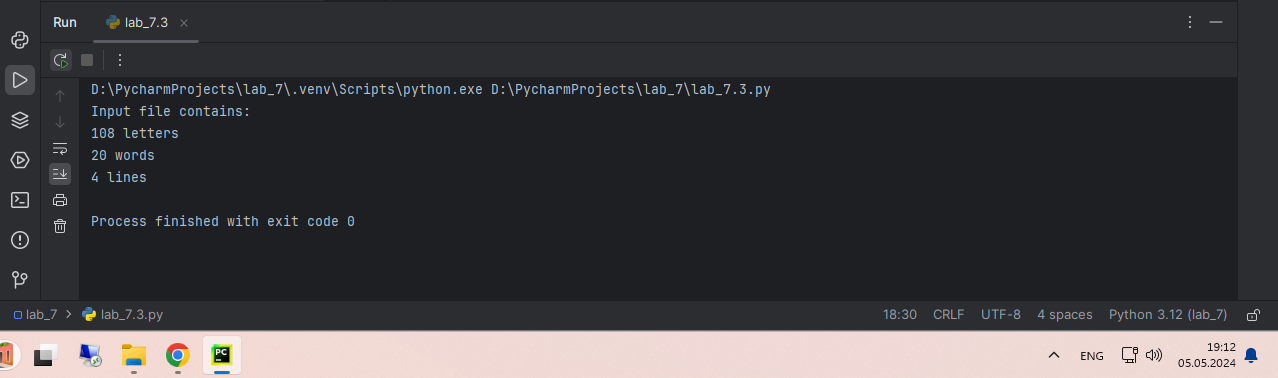 Run lab_7.3
D:\PycharmProjects\lab_7\.venv\Scripts\python.exe D:\PycharmProjects\lab_7\lab_7.3.py
Input file contains:
108 letters
20 words
4 lines
Process finished with exit code 0
lab_7 > lab_7.3.py 18:30 CRLF UTF-8 4 spaces Python 3.12 (lab_7)
PC
ENG
19:12
05.05.2024